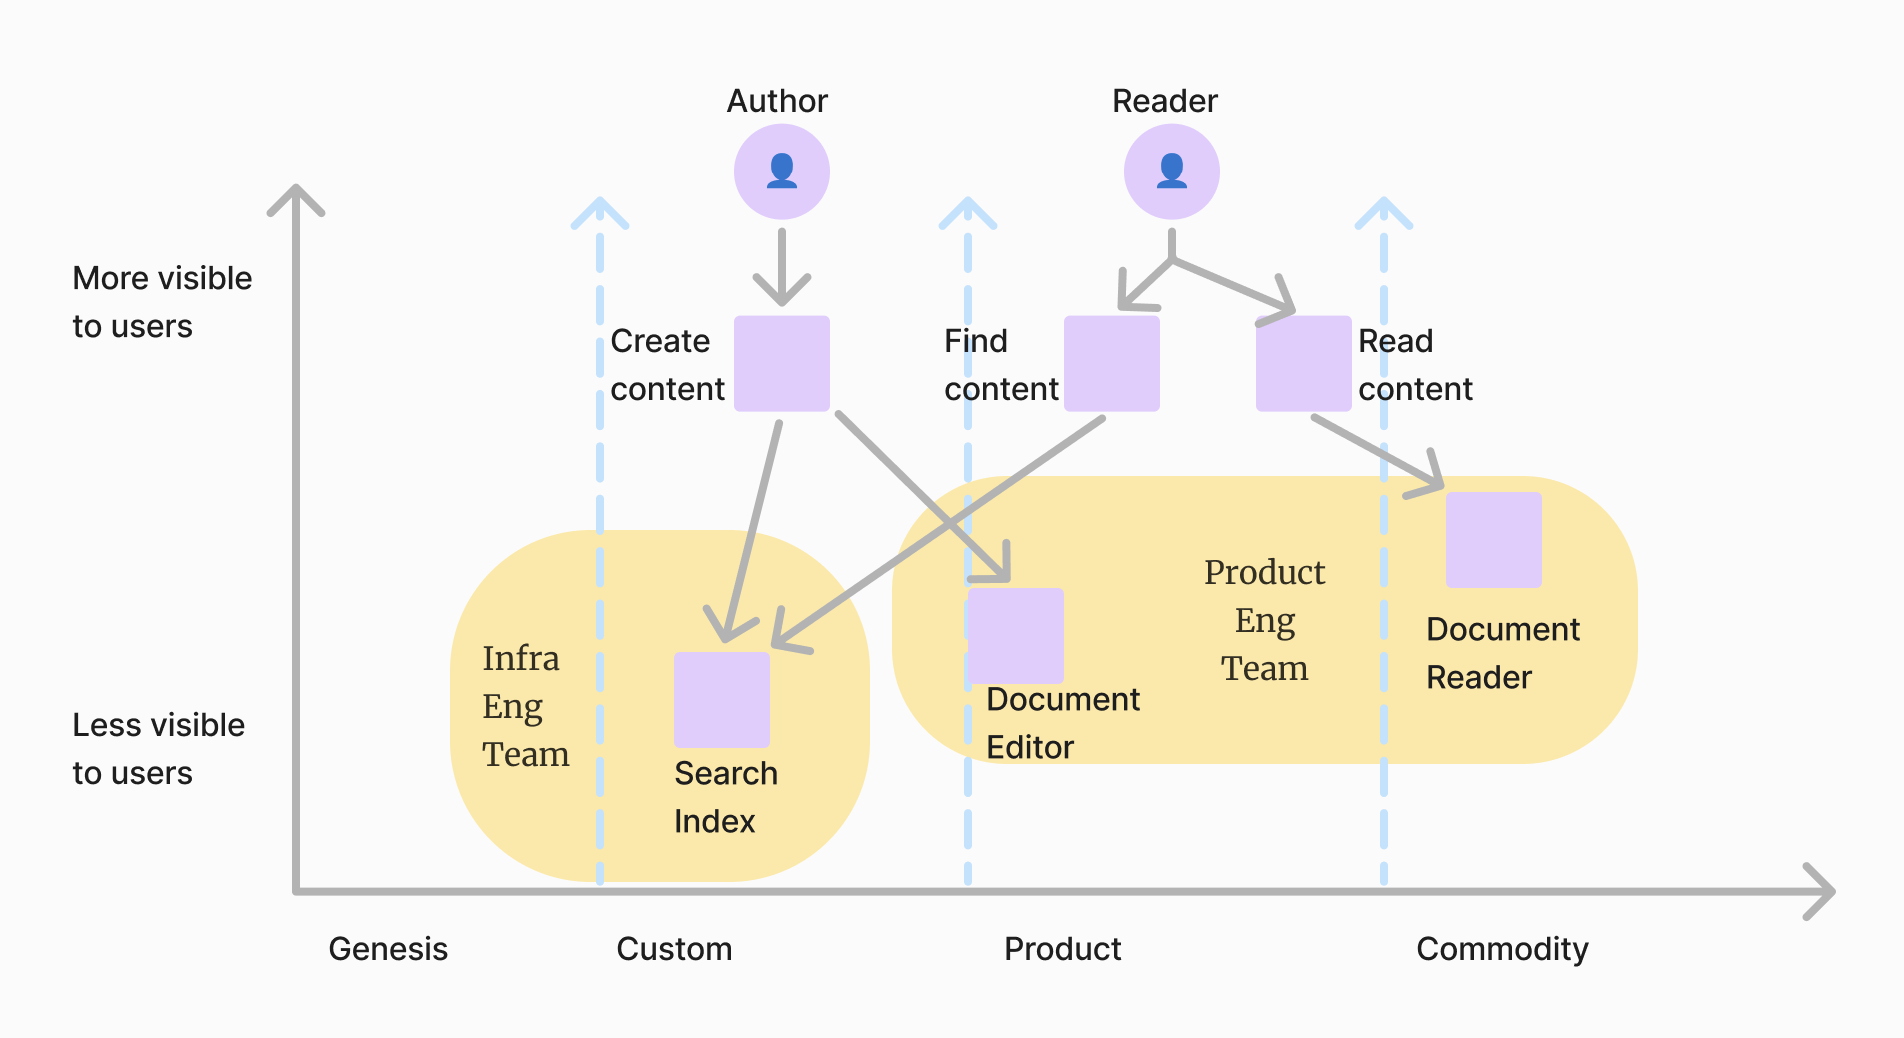 Author
Reader
More visible
to users
Create
content
Find
content
Read
content
Product
Eng
Team
Document
Reader
Infra
Eng
Team
Document
Editor
Less visible
to users
Search
Index
Genesis
Custom
Product
Commodity